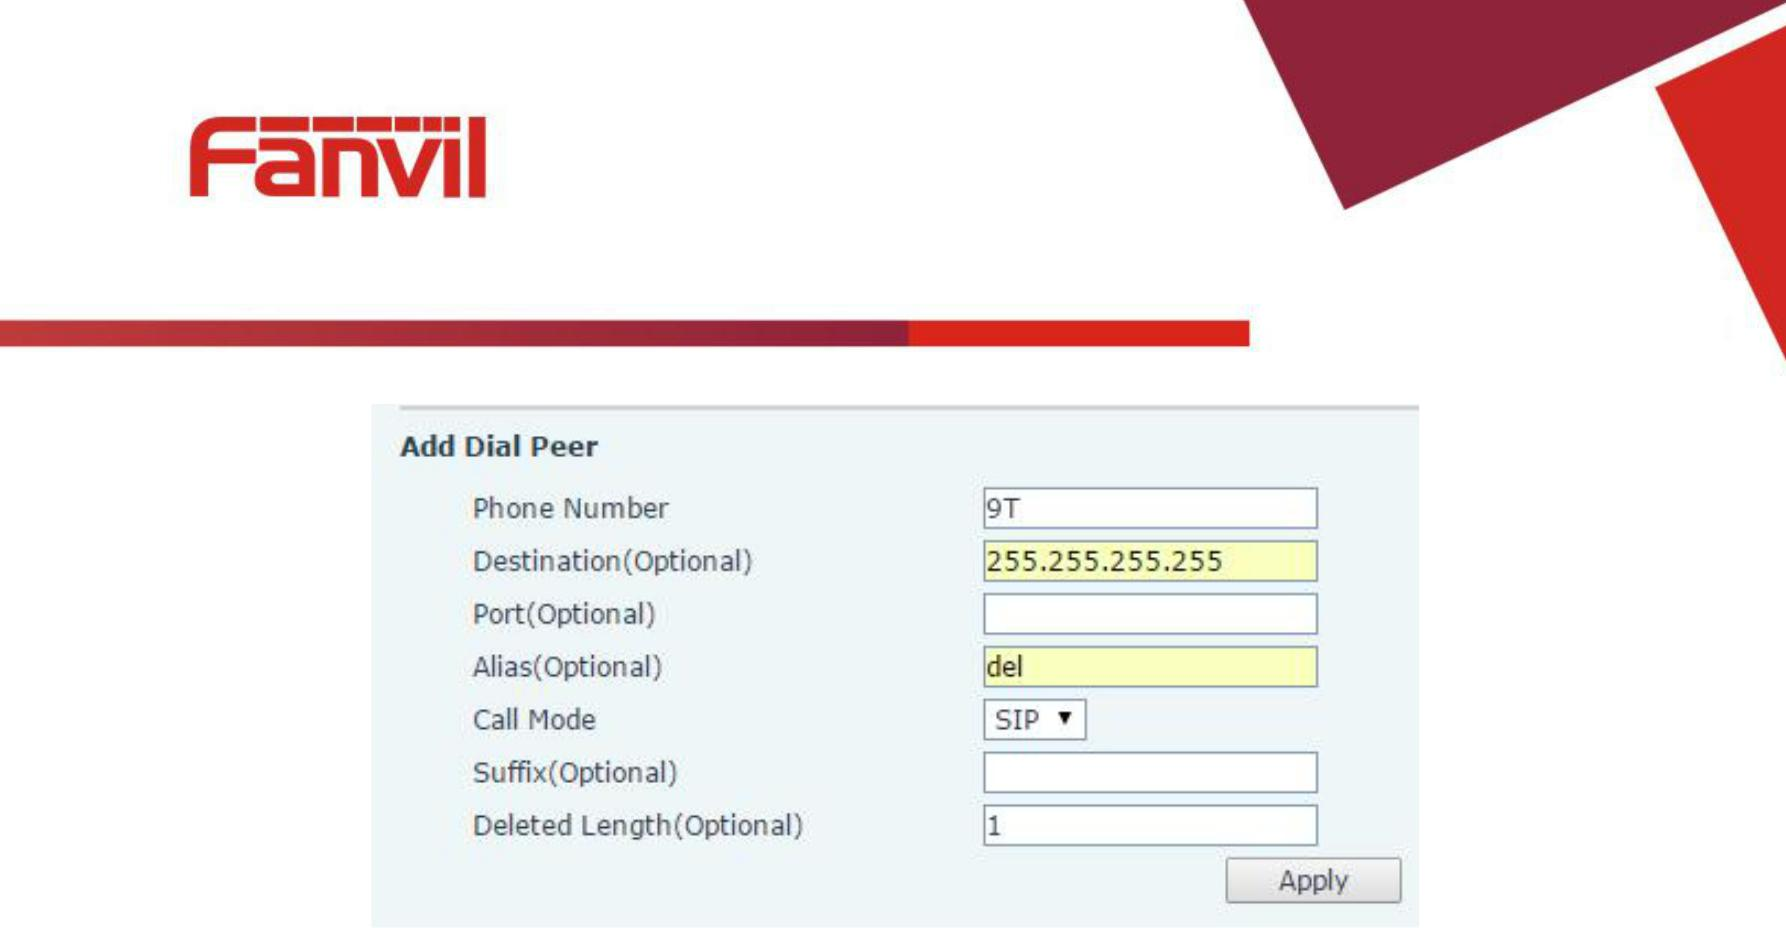 Fanvil
Add Dial Peer
Phone Number 9T
Destination(Optional) 255.255.255.255
Port(Optional)
Alias(Optional) del
Call Mode SIP
Suffix(Optional)
Deleted Length(Optional) 1
Apply